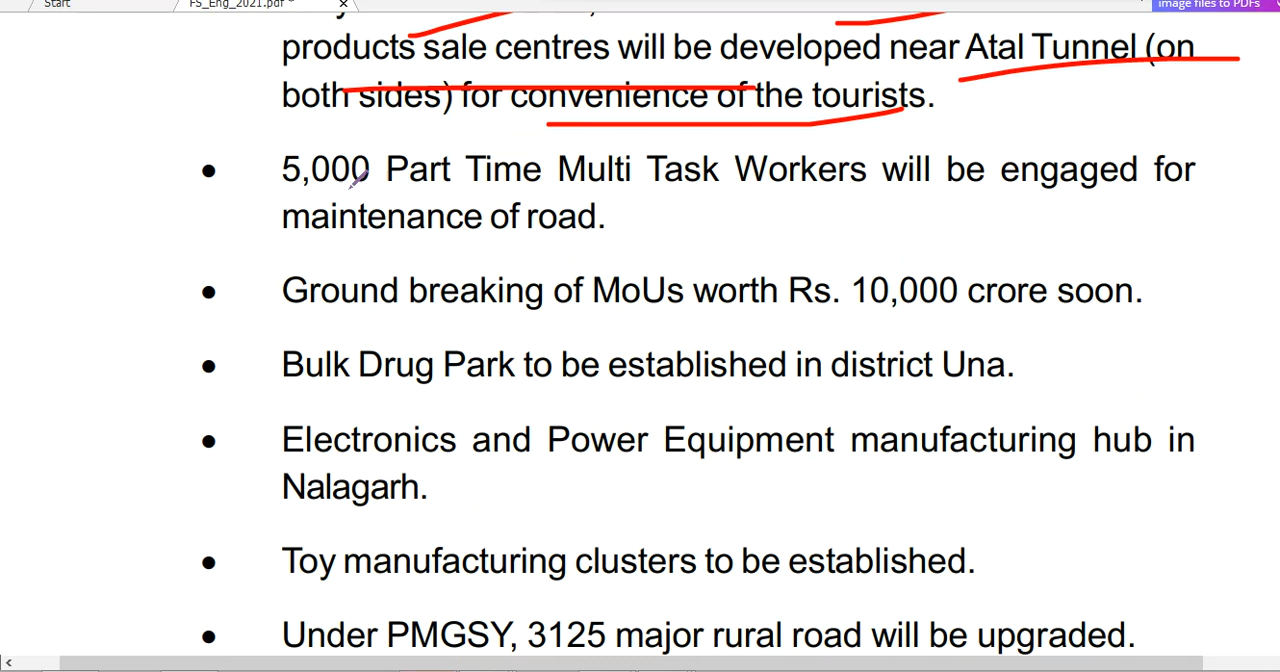 Start
FS_Eng_2021.pdf *
image files to PDFs
products sale centres will be developed near Atal Tunnel (on
both sides) for convenience of the tourists.
• 5,000 Part Time Multi Task Workers will be engaged for
maintenance of road.
• Ground breaking of MoUs worth Rs. 10,000 crore soon.
• Bulk Drug Park to be established in district Una.
• Electronics and Power Equipment manufacturing hub in
Nalagarh.
• Toy manufacturing clusters to be established.
• Under PMGSY, 3125 major rural road will be upgraded.